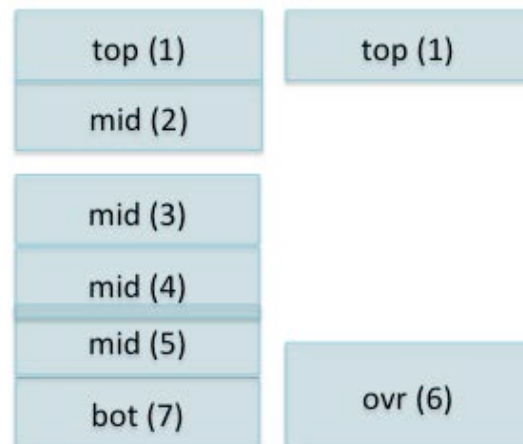 top (1)
top (1)
mid (2)
mid (3)
mid (4)
mid (5)
bot (7)
ovr (6)